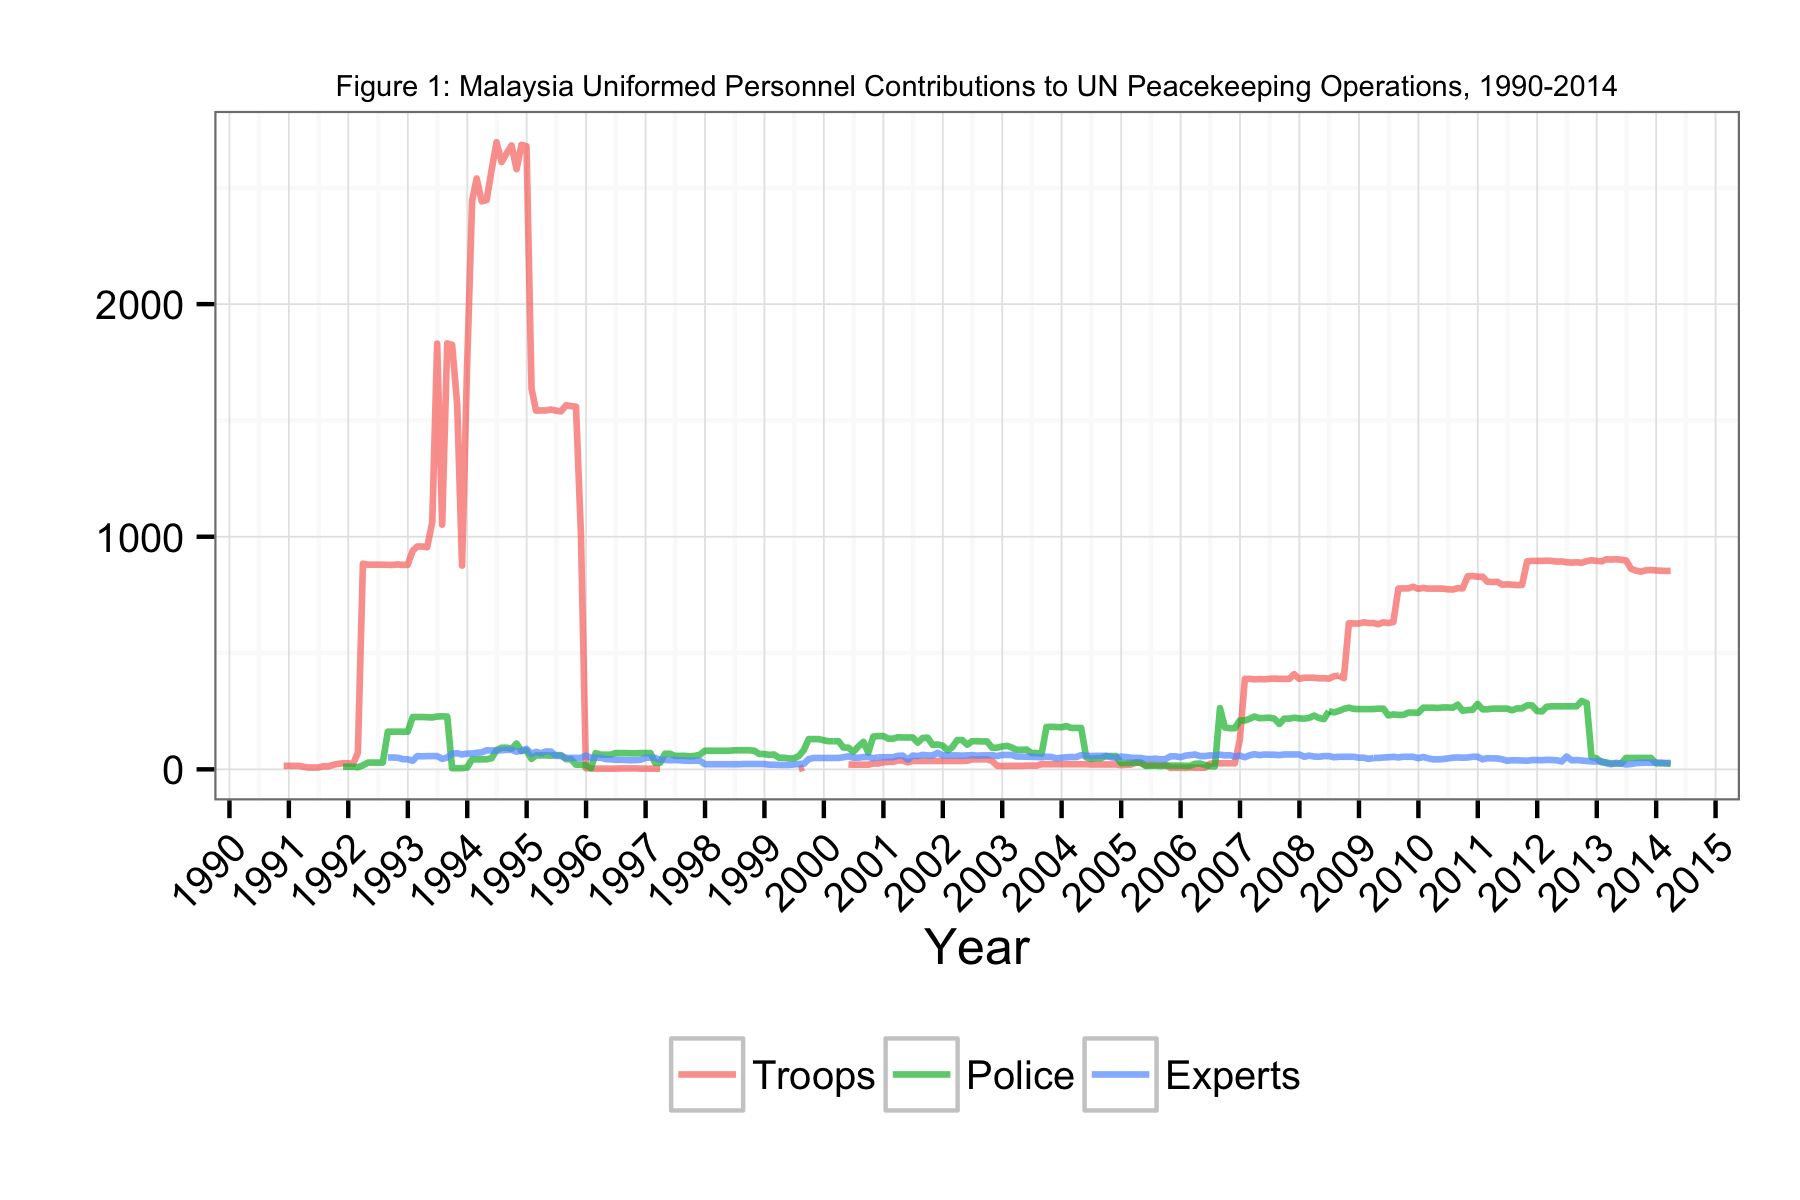 Figure 1: Malaysia Uniformed Personnel Contributions to UN Peacekeeping Operations, 1990-2014
2000
1000
0
1990 1991 1992 1993 1994 1995 1996 1997 1998 1999 2000 2001 2002 2003 2004 2005 2006 2007 2008 2009 2010 2011 2012 2013 2014 2015
Year
Troops Police Experts